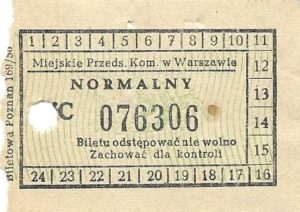 1 2 3 4 5 6 7 8 9 10 11
Miejskie Przeds. Kom. w Warszawie
12
NORMALNY
13
C 076306
14
Biletu odstępować nie wolno
Zachować dla kontroli
15
24 23 22 21 20 19 18 17 16
Biletowa Poznań 169/58